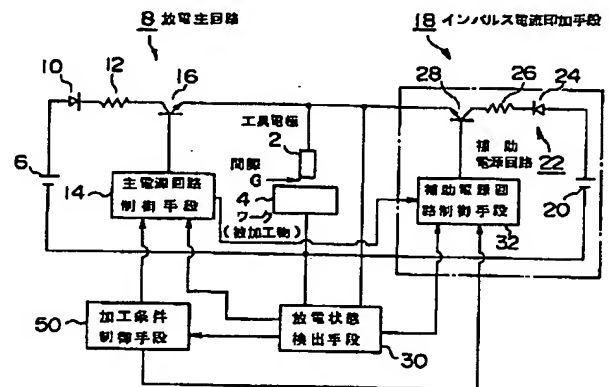 8 放電主回路
18 インパルス電流印加手段
10
12
16
28
26
24
工具電極
2
間隙
G
6
補助
電源回路
22
14
主電源回路
制御手段
4
ワーク
(被加工物)
補助電源回
路制御手段
32
20
50
加工条件
制御手段
放電状態
検出手段
30